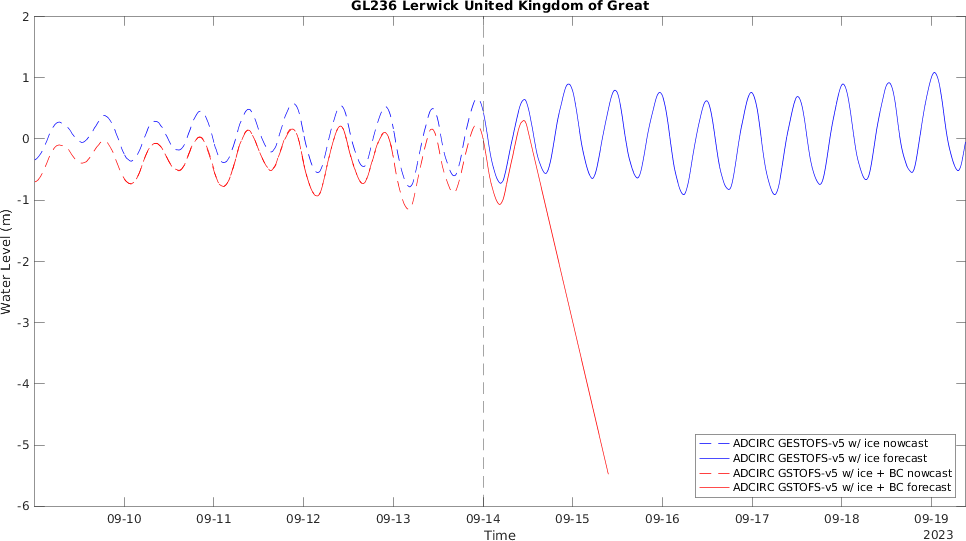 GL236 Lerwick United Kingdom of Great
2
1
0
-1
-2
-3
-4
-5
-6
Water Level (m)
09-10 09-11 09-12 09-13 09-14 09-15 09-16 09-17 09-18 09-19
2023
Time
ADCIRC GESTOFS-v5 w/ ice nowcast
ADCIRC GESTOFS-v5 w/ ice forecast
ADCIRC GSTOFS-v5 w/ ice + BC nowcast
ADCIRC GSTOFS-v5 w/ ice + BC forecast